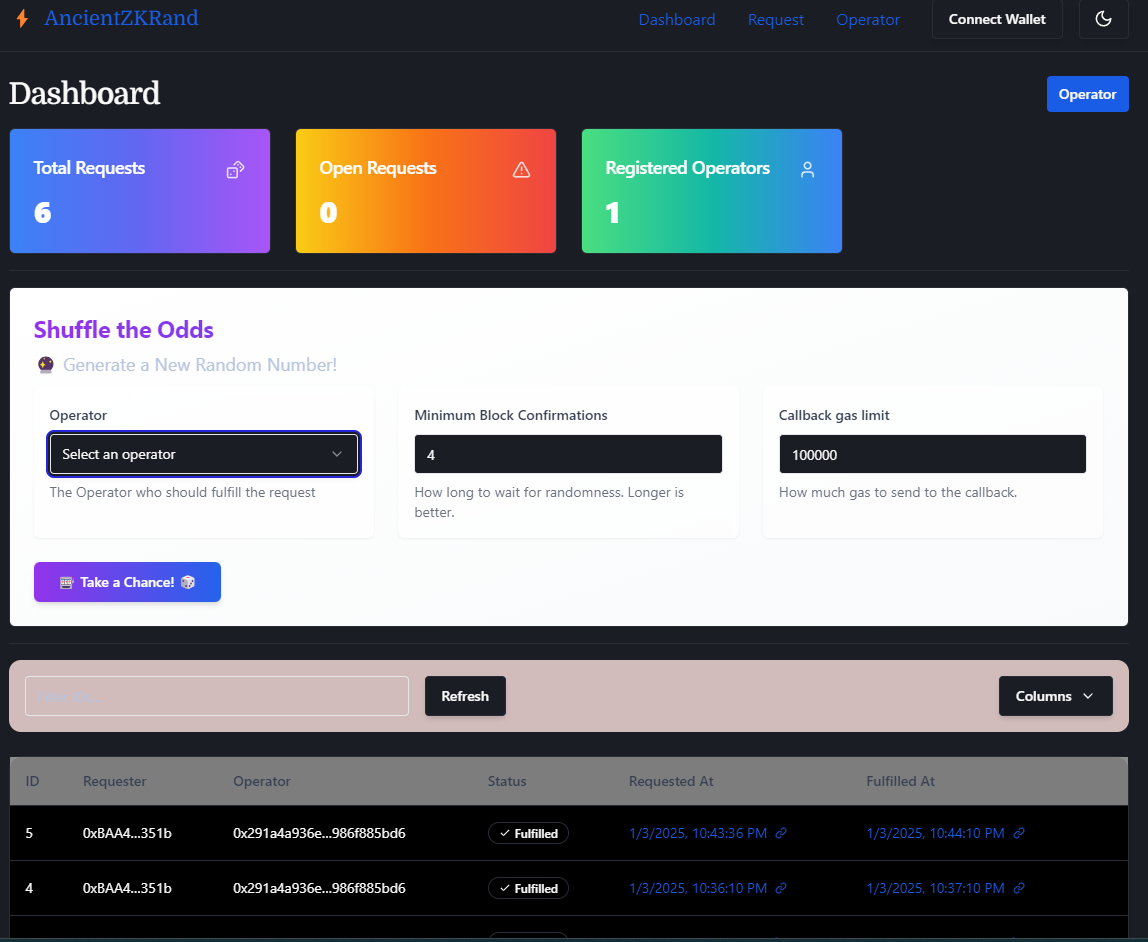 AncientZKRand
Dashboard Request Operator Connect Wallet
Dashboard
Operator
Total Requests
6
Open Requests
0
Registered Operators
1
Shuffle the Odds
Generate a New Random Number!
Operator
Select an operator
The Operator who should fulfill the request
Minimum Block Confirmations
4
How long to wait for randomness. Longer is
better.
Callback gas limit
100000
How much gas to send to the callback.
Take a Chance!
Refresh
Columns
ID Requester Operator Status Requested At Fulfilled At
5 0xBAA4...351b 0x291a4a936e...986f885bd6 Fulfilled 1/3/2025, 10:43:36 PM 1/3/2025, 10:44:10 PM
4 0xBAA4...351b 0x291a4a936e...986f885bd6 Fulfilled 1/3/2025, 10:36:10 PM 1/3/2025, 10:37:10 PM